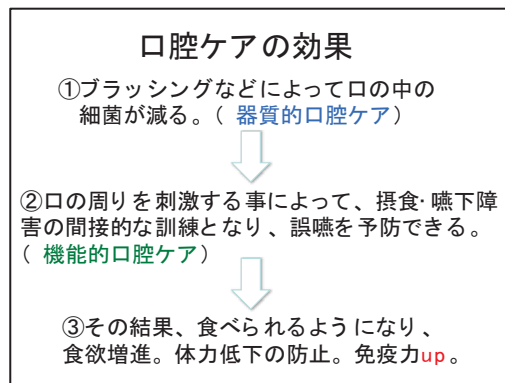 口腔ケアの効果
①ブラッシングなどによって口の中の
細菌が減る。( 器質的口腔ケア)
②口の周りを刺激する事によって、摂食・嚥下障
害の間接的な訓練となり、誤嚥を予防できる。
( 機能的口腔ケア)
③その結果、食べられるようになり、
食欲増進。体力低下の防止。免疫力up。